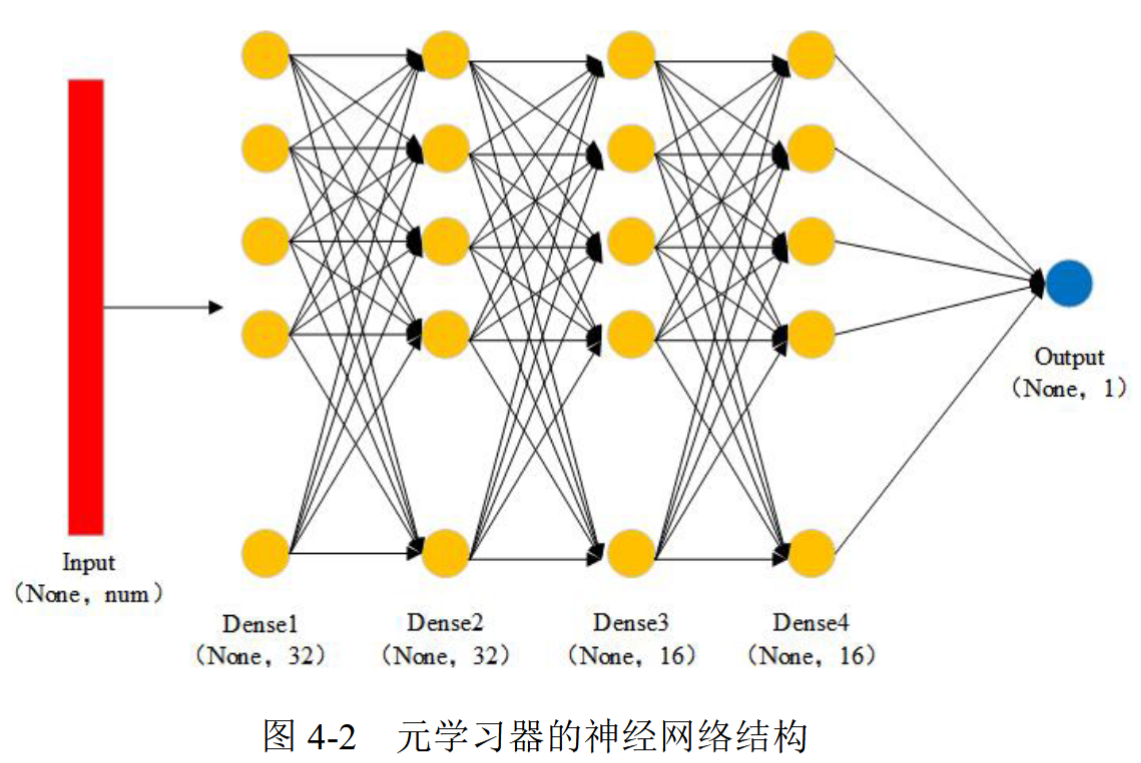 Input
（None，num）
Dense1
（None，32）
Dense2
（None，32）
Dense3
（None，16）
Dense4
（None，16）
Output
（None，1）
图 4-2 元学习器的神经网络结构